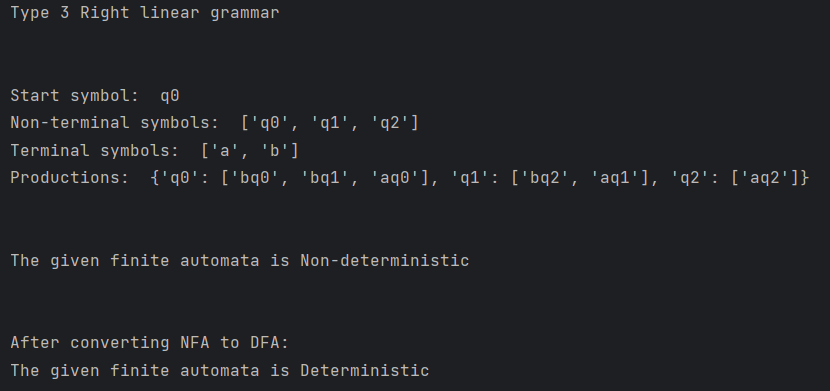 Type 3 Right linear grammar
Start symbol:  q0
Non-terminal symbols:  ['q0', 'q1', 'q2']
Terminal symbols:  ['a', 'b']
Productions:  {'q0': ['bq0', 'bq1', 'aq0'], 'q1': ['bq2', 'aq1'], 'q2': ['aq2']}
The given finite automata is Non-deterministic
After converting NFA to DFA:
The given finite automata is Deterministic